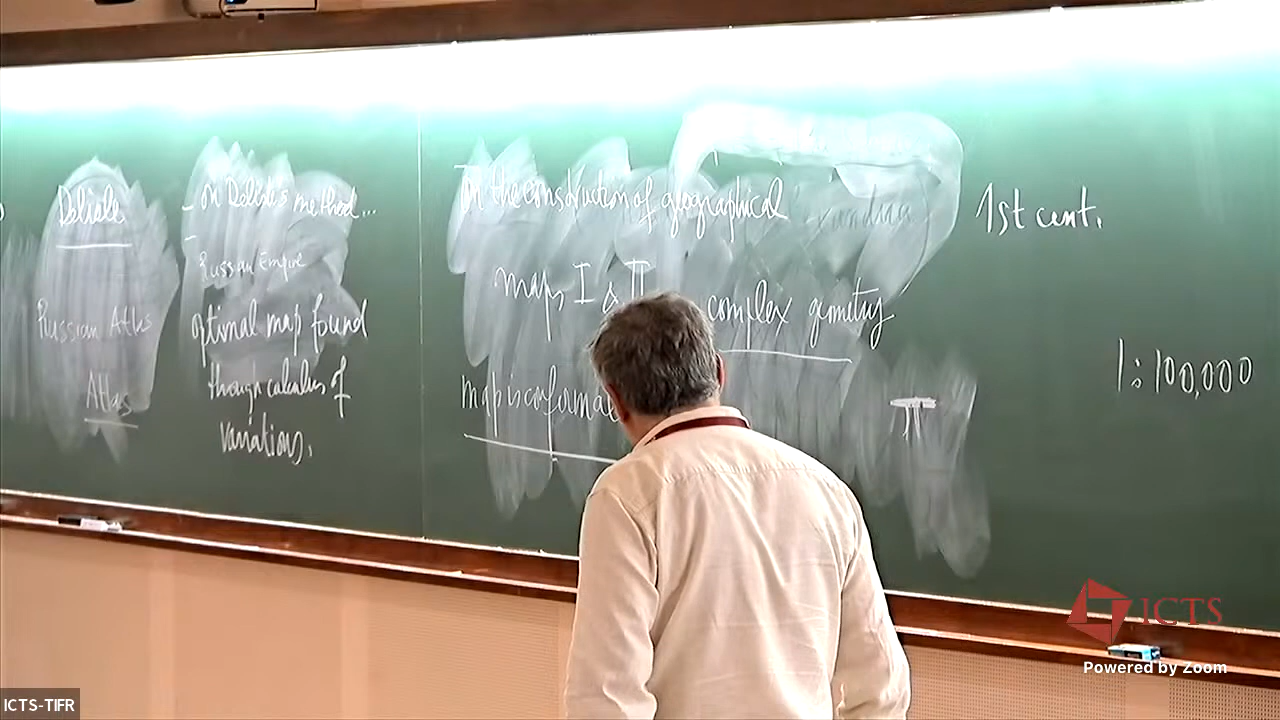 Delisle
Russian Atlas
Atlas
- On Delisle's method...
-
Russian Empire
optimal map found
through calculus of
variations.
On the construction of geographical
maps I & II
complex geometry
map is conformal
1st cent.
1:100,000
ICTS
Powered by Zoom
ICTS-TIFR